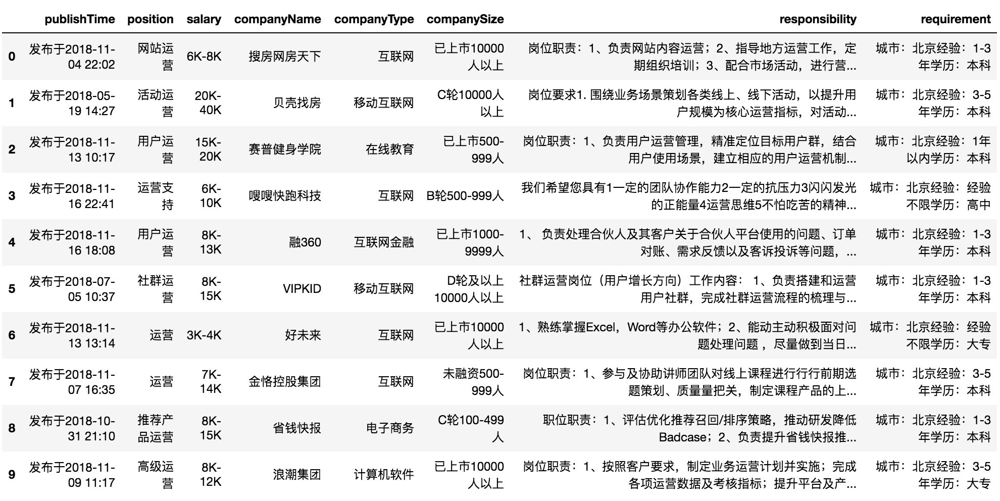 publishTime position salary companyName companyType companySize responsibility requirement
0 发布于2018-11-04 22:02 网站运营 6K-8K 搜房网房天下 互联网 已上市10000人以上 岗位职责：1、负责网站内容运营；2、指导地方运营工作，定期组织培训；3、配合市场活动，进行营... 城市：北京经验：1-3年学历：本科
1 发布于2018-05-19 14:27 活动运营 20K-40K 贝壳找房 移动互联网 C轮10000人以上 岗位要求1. 围绕业务场景策划各类线上、线下活动，以提升用户规模为核心运营指标，对活动... 城市：北京经验：3-5年学历：本科
2 发布于2018-11-13 10:17 用户运营 15K-20K 赛普健身学院 在线教育 已上市500-999人 岗位职责：1、负责用户运营管理，精准定位目标用户群，结合用户使用场景，建立相应的用户运营机制... 城市：北京经验：1年以内学历：本科
3 发布于2018-11-16 22:41 运营支持 6K-10K 嗖嗖快跑科技 互联网 B轮500-999人 我们希望您具有1一定的团队协作能力2一定的抗压力3闪闪发光的正能量4运营思维5不怕吃苦的精神... 城市：北京经验：经验不限学历：高中
4 发布于2018-11-16 18:08 用户运营 8K-13K 融360 互联网金融 已上市1000-9999人 1、 负责处理合伙人及其客户关于合伙人平台使用的问题、订单对账、需求反馈以及客诉投诉等问题，... 城市：北京经验：1-3年学历：本科
5 发布于2018-07-05 10:37 社群运营 8K-15K VIPKID 移动互联网 D轮及以上10000人以上 社群运营岗位（用户增长方向）工作内容： 1、负责搭建和运营用户社群，完成社群运营流程的梳理与... 城市：北京经验：1-3年学历：本科
6 发布于2018-11-13 13:14 运营 3K-4K 好未来 互联网 已上市10000人以上 1、熟练掌握Excel，Word等办公软件；2、能动主动积极面对问题处理问题 ，尽量做到当日... 城市：北京经验：经验不限学历：大专
7 发布于2018-11-07 16:35 运营 7K-14K 金恪控股集团 互联网 未融资500-999人 岗位职责：1、参与及协助讲师团队对线上课程进行行行前期选题策划、质量量把关，制定课程产品的上... 城市：北京经验：3-5年学历：本科
8 发布于2018-10-31 21:10 推荐产品运营 8K-15K 省钱快报 电子商务 C轮100-499人 职位职责：1、评估优化推荐召回/排序策略，推动研发降低Badcase；2、负责提升省钱快报推... 城市：北京经验：1-3年学历：本科
9 发布于2018-11-09 11:17 高级运营 8K-12K 浪潮集团 计算机软件 已上市10000人以上 岗位职责：1、按照客户要求，制定业务运营计划并实施；完成各项运营数据及考核指标；提升平台及产... 城市：北京经验：3-5年学历：大专